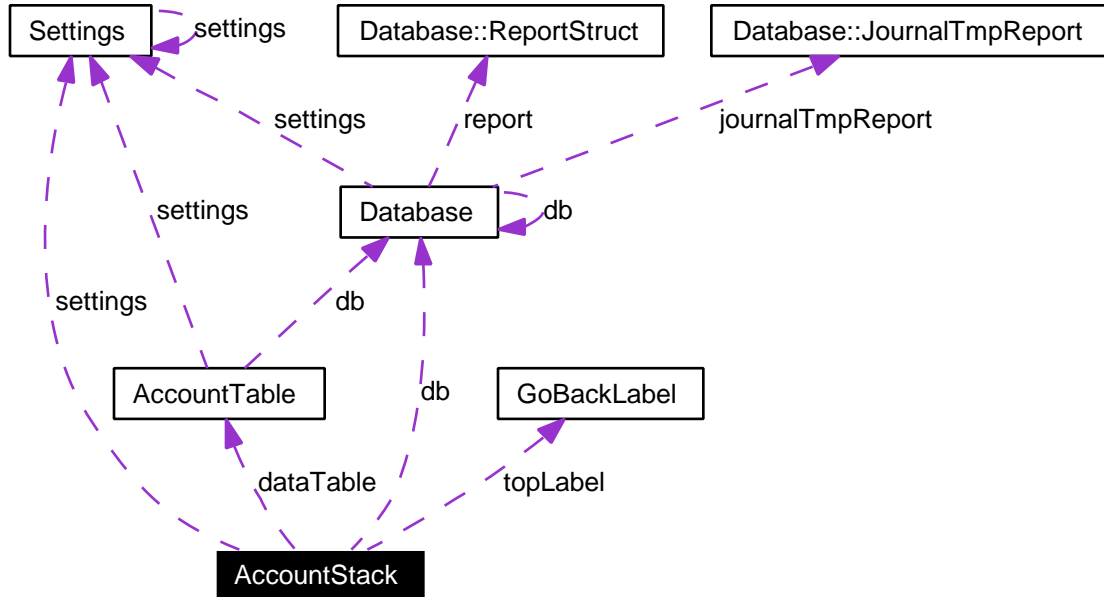 Settings
settings
Database::ReportStruct
Database::JournalTmpReport
settings
report
journalTmpReport
settings
Database
db
settings
db
AccountTable
db
GoBackLabel
dataTable
topLabel
AccountStack